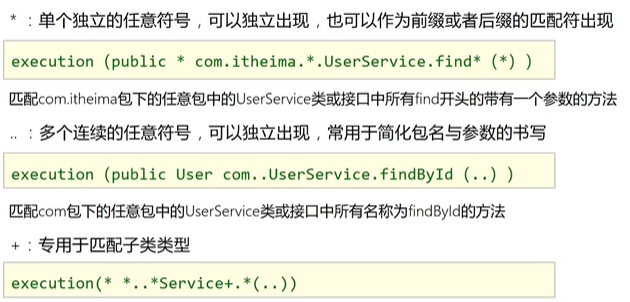 * ：单个独立的任意符号，可以独立出现，也可以作为前缀或者后缀的匹配符出现
execution (public * com.itheima.*.UserService.find* (*) )
匹配com.itheima包下的任意包中的UserService类或接口中所有find开头的带有一个参数的方法
.. ：多个连续的任意符号，可以独立出现，常用于简化包名与参数的书写
execution (public User com..UserService.findById (..) )
匹配com包下的任意包中的UserService类或接口中所有名称为findById的方法
+：专用于匹配子类类型
execution(* *..*Service+.*(..))